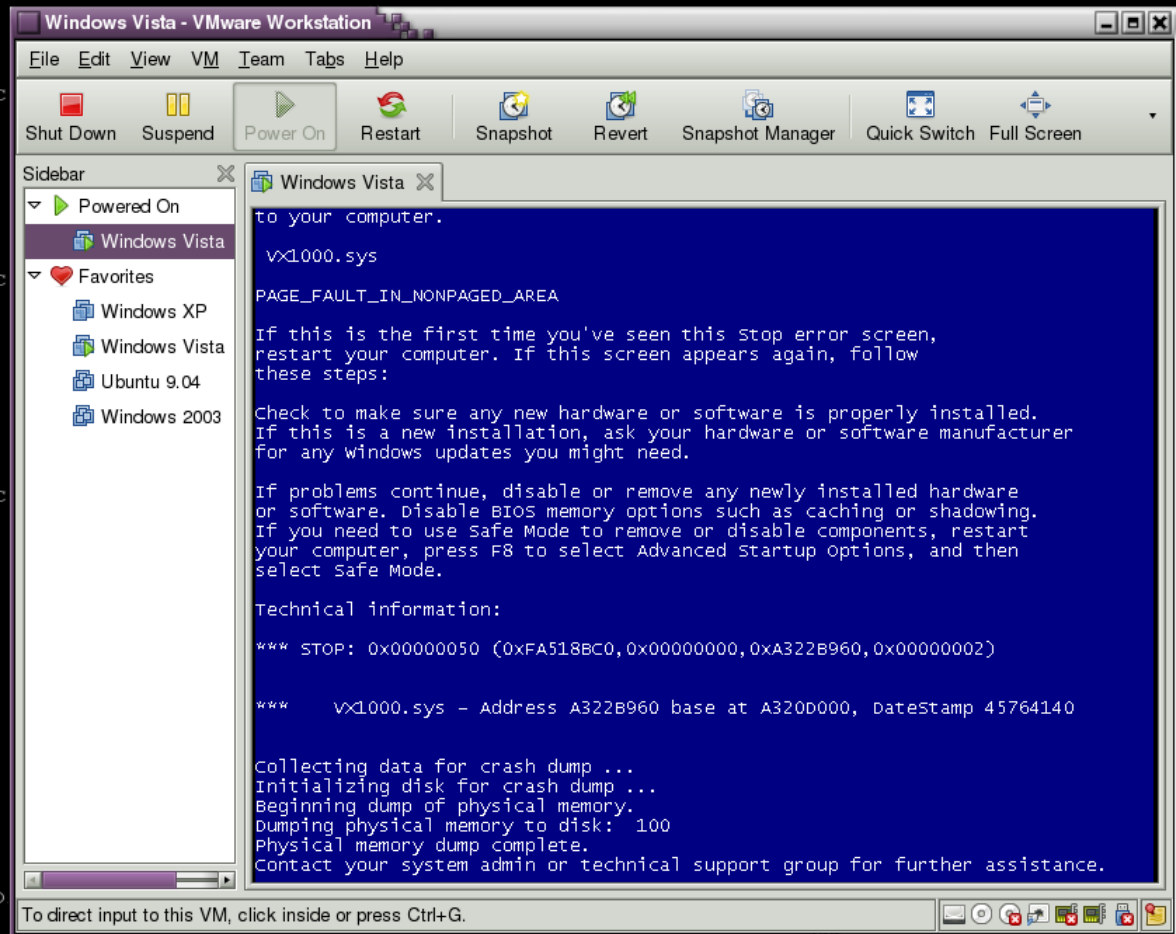 Windows Vista - VMware Workstation
File Edit View VM Team Tabs Help
Shut Down Suspend Power On Restart Snapshot Revert Snapshot Manager Quick Switch Full Screen
Sidebar
Powered On
Windows Vista
Favorites
Windows XP
Windows Vista
Ubuntu 9.04
Windows 2003
Windows Vista
to your computer.
VX1000.sys
PAGE_FAULT_IN_NONPAGED_AREA
If this is the first time you've seen this Stop error screen,
restart your computer. If this screen appears again, follow
these steps:
Check to make sure any new hardware or software is properly installed.
If this is a new installation, ask your hardware or software manufacturer
for any Windows updates you might need.
If problems continue, disable or remove any newly installed hardware
or software. Disable BIOS memory options such as caching or shadowing.
If you need to use Safe Mode to remove or disable components, restart
your computer, press F8 to select Advanced Startup Options, and then
select Safe Mode.
Technical information:
*** STOP: 0x00000050 (0xFA518BC0,0x00000000,0xA322B960,0x00000002)
*** VX1000.sys - Address A322B960 base at A320D000, DateStamp 45764140
Collecting data for crash dump ...
Initializing disk for crash dump ...
Beginning dump of physical memory.
Dumping physical memory to disk: 100
Physical memory dump complete.
Contact your system admin or technical support group for further assistance.
To direct input to this VM, click inside or press Ctrl+G.